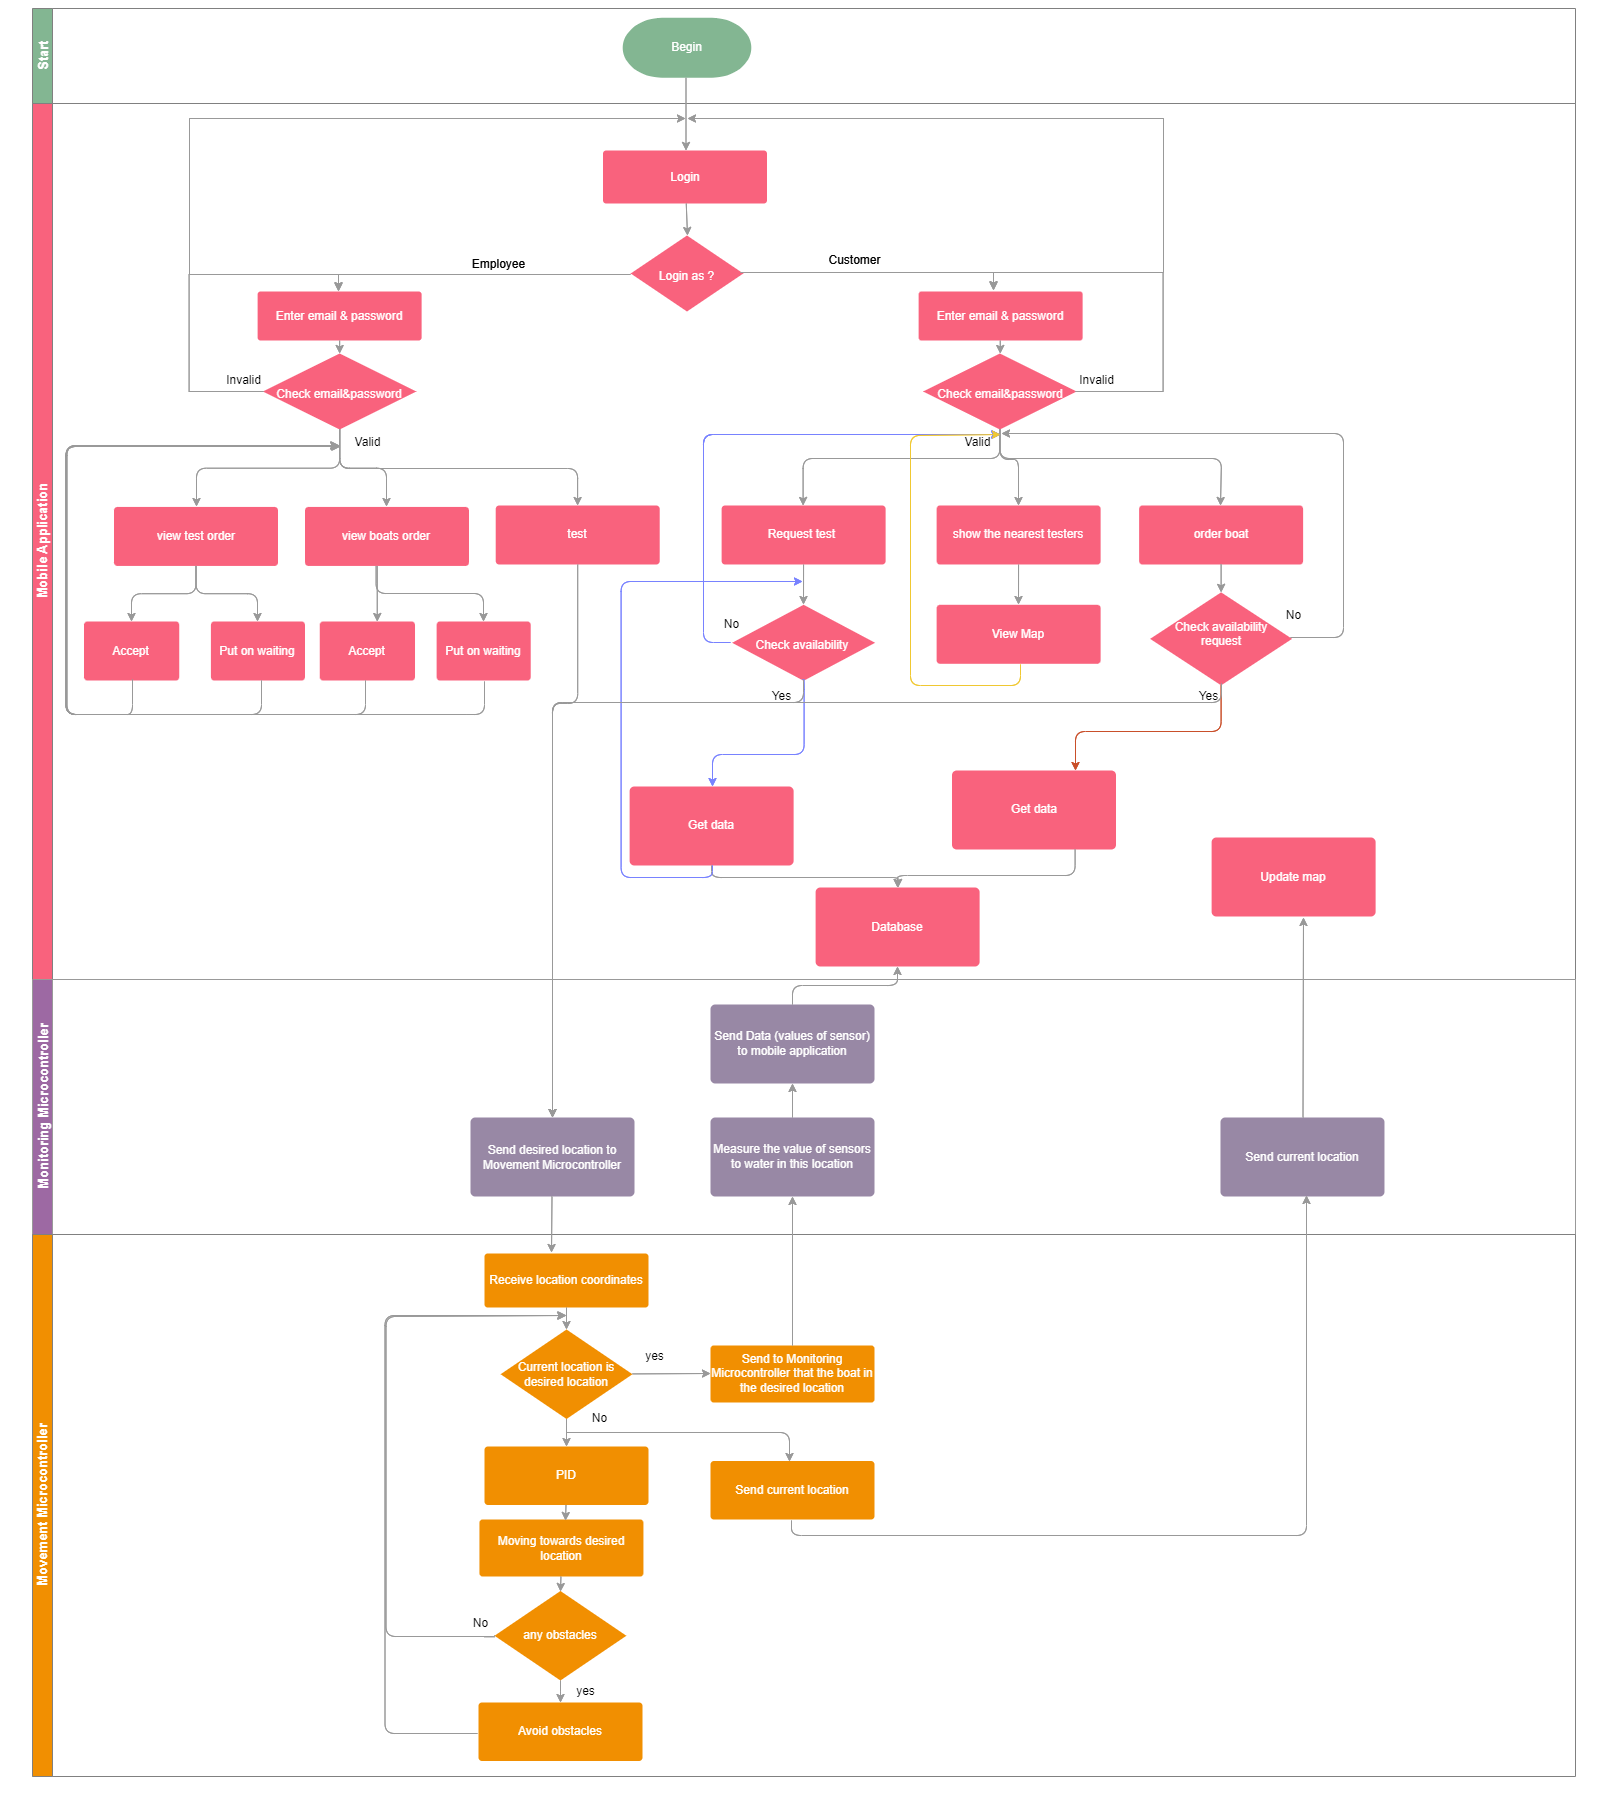 Start
Begin
Mobile Application
Login
Login as ?
Employee
Customer
Enter email & password
Enter email & password
Check email&password
Invalid
Valid
Check email&password
Invalid
Valid
view test order
view boats order
test
Request test
show the nearest testers
order boat
Accept
Put on waiting
Accept
Put on waiting
No
Check availability
Yes
View Map
Check availability
request
No
Yes
Get data
Get data
Update map
Database
Monitoring Microcontroller
Send Data (values of sensor)
to mobile application
Send desired location to
Movement Microcontroller
Measure the value of sensors
to water in this location
Send current location
Movement Microcontroller
Receive location coordinates
Current location is
desired location
yes
Send to Monitoring
Microcontroller that the boat in
the desired location
No
PID
Send current location
Moving towards desired
location
No
any obstacles
yes
Avoid obstacles